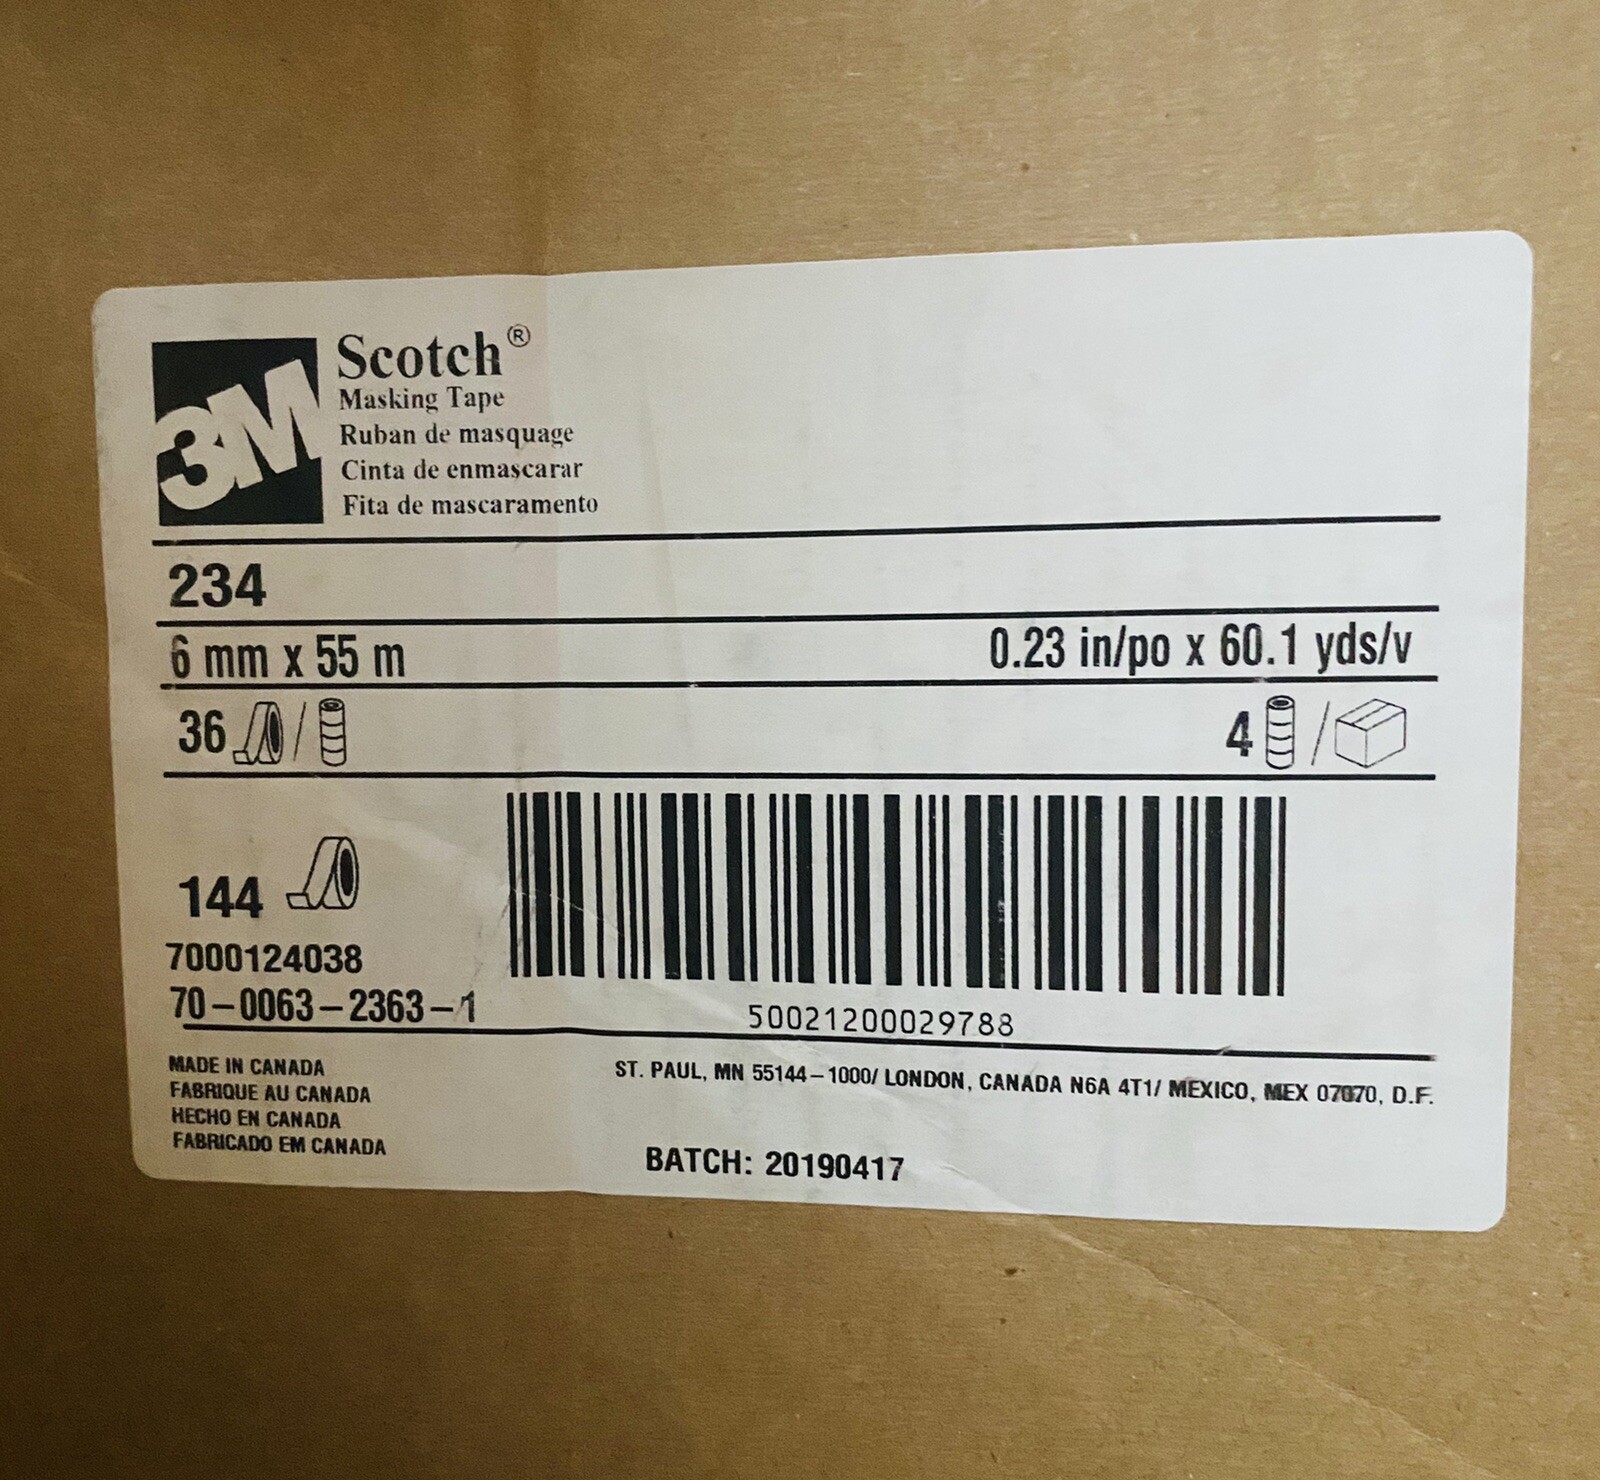 3M
Scotch®
Masking Tape
Ruban de masquage
Cinta de enmascarar
Fita de mascaramento
234
6 mm x 55 m 0.23 in/po x 60.1 yds/v
36 / 4 /
144
7000124038
70-0063-2363-1
50021200029788
MADE IN CANADA
FABRIQUE AU CANADA
HECHO EN CANADA
FABRICADO EM CANADA
ST. PAUL, MN 55144-1000/ LONDON, CANADA N6A 4T1/ MEXICO, MEX 07070, D.F.
BATCH: 20190417